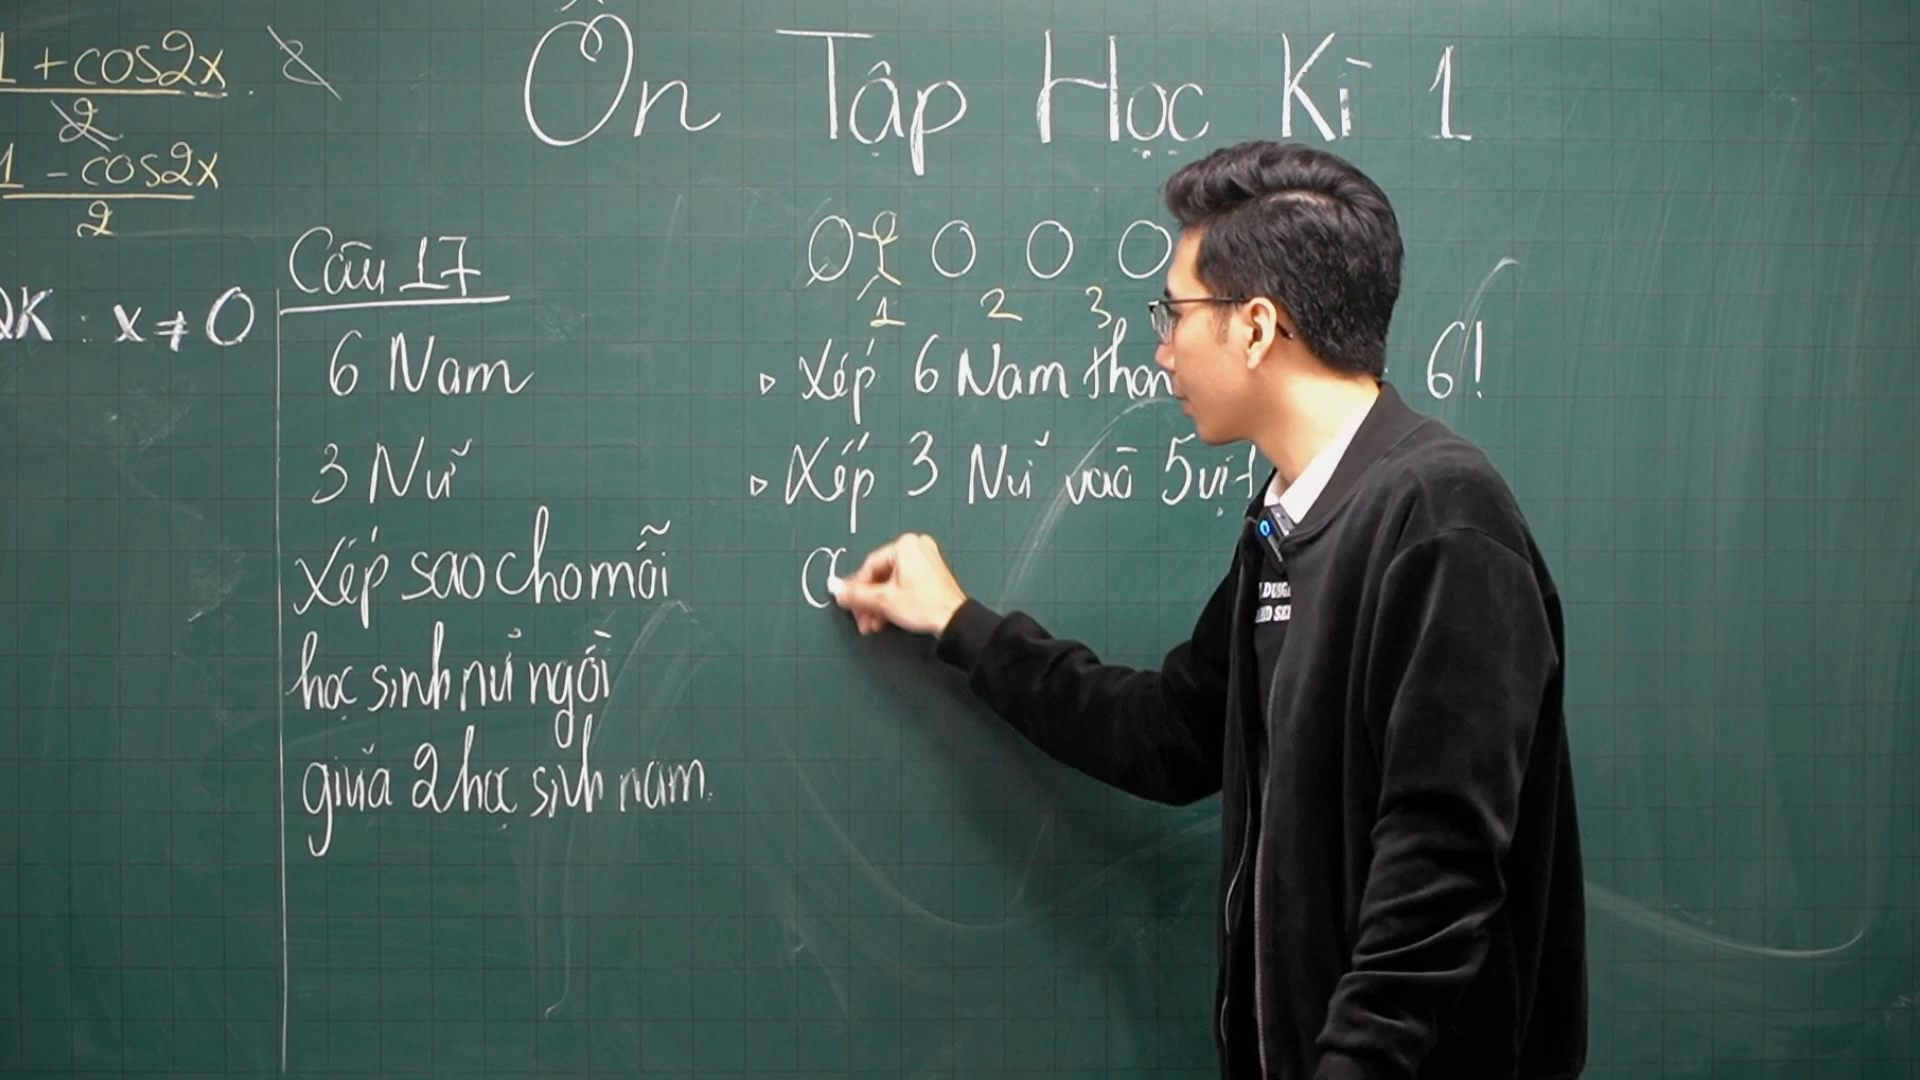 Ôn Tập Học Kì 1
1 + cos2x
2
2
1 - cos2x
2
ĐK : x ≠ 0
Câu 17
6 Nam
3 Nữ
Xếp sao cho mỗi
học sinh nữ ngồi
giữa 2 học sinh nam.
1 2 3
Xếp 6 Nam 6!
Xếp 3 Nữ vào 5 vị